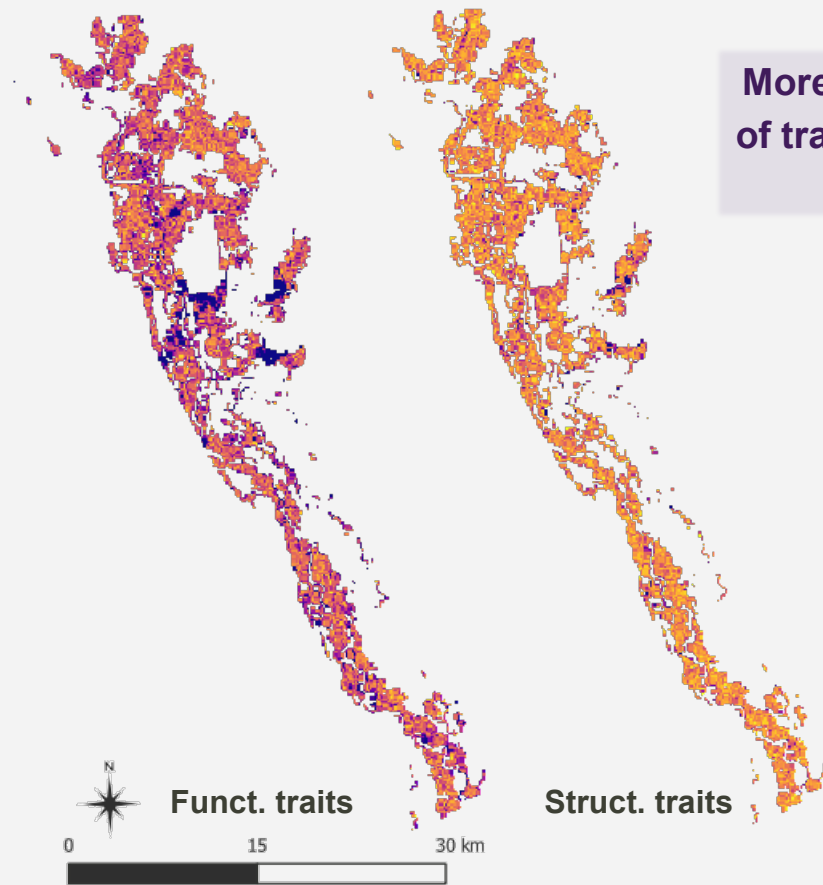 More
of tra
N
Funct. traits
Struct. traits
0 15 30 km